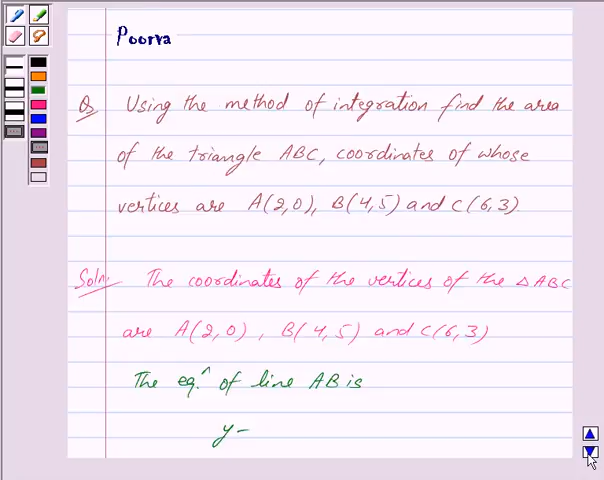 Poorva
Q. Using the method of integration find the area
of the triangle ABC, coordinates of whose
vertices are A(2,0), B(4,5) and C(6,3).
Soln. The coordinates of the vertices of the △ABC
are A(2,0), B(4,5) and C(6,3)
The eq.^n of line AB is
y-